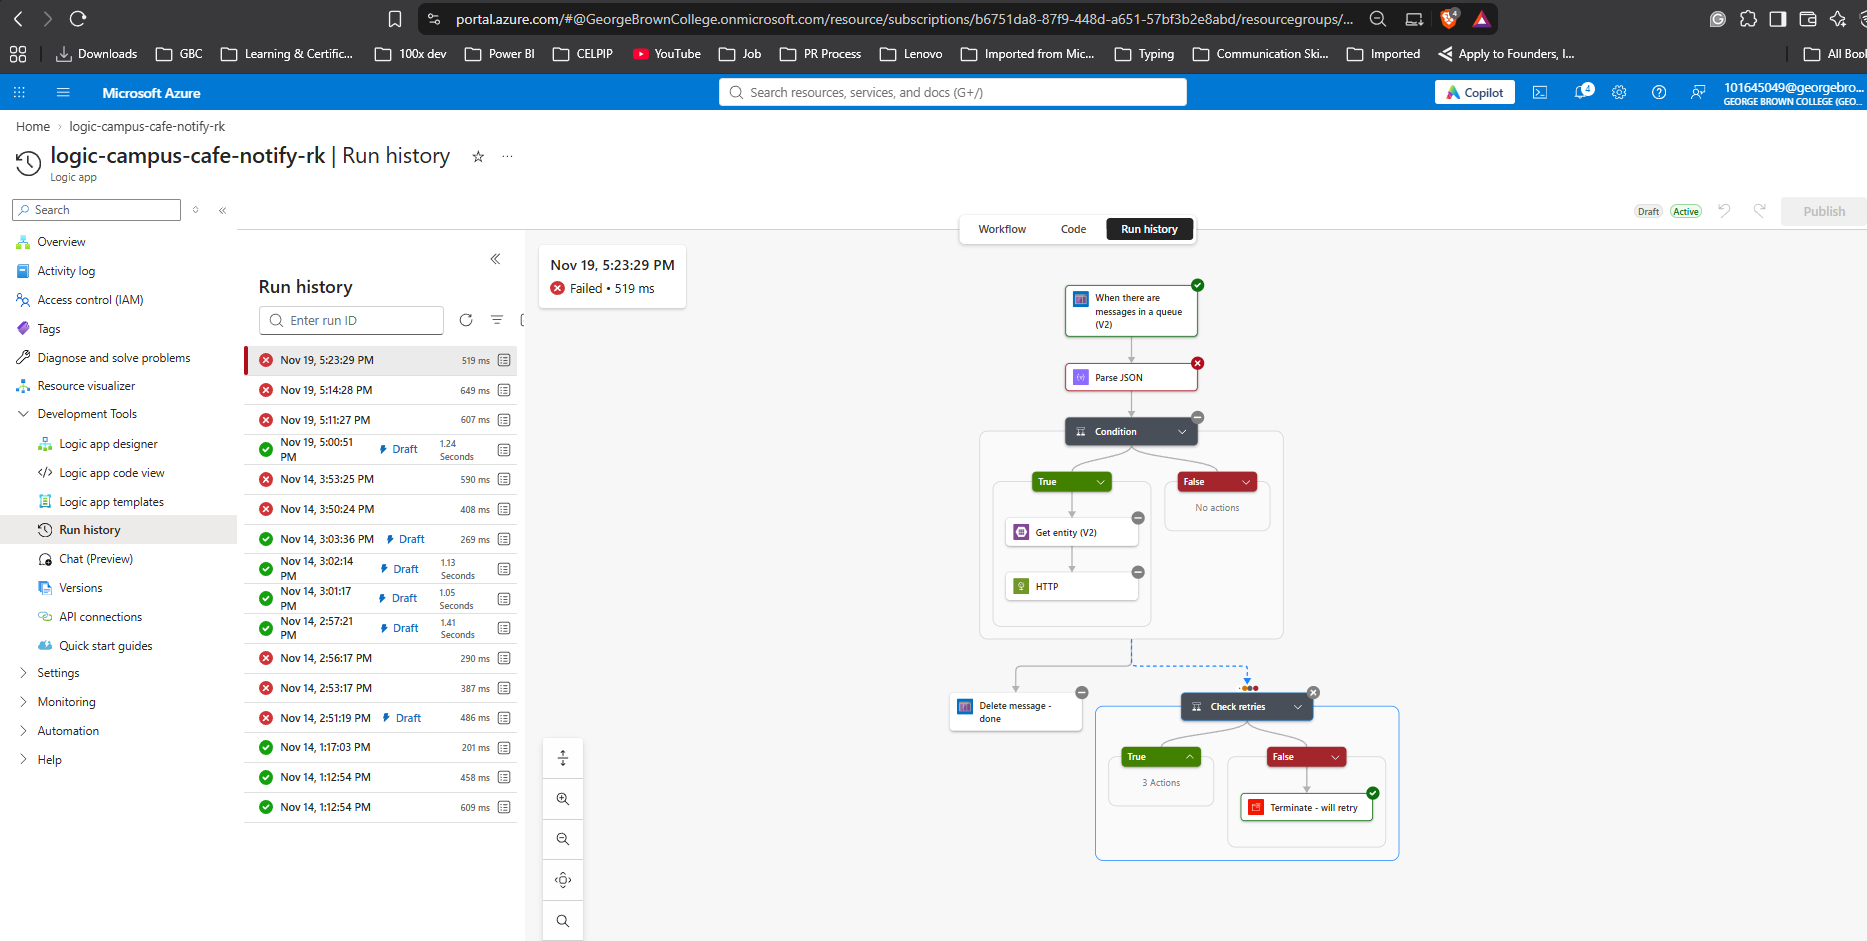 portal.azure.com/#@GeorgeBrownCollege.onmicrosoft.com/resource/subscriptions/b6751da8-87f9-448d-a651-57bf3b2e8abd/resourcegroups/...
4
Downloads GBC Learning & Certific... 100x dev Power BI CELPIP YouTube Job PR Process Lenovo Imported from Mic... Typing Communication Ski... Imported Apply to Founders, I... All Bool
Microsoft Azure
Search resources, services, and docs (G+/)
Copilot
4
101645049@georgebro...
GEORGE BROWN COLLEGE (GEO...
Home > logic-campus-cafe-notify-rk
logic-campus-cafe-notify-rk | Run history
Logic app
Search
Draft Active
Publish
Overview
Activity log
Access control (IAM)
Tags
Diagnose and solve problems
Resource visualizer
Development Tools
Logic app designer
Logic app code view
Logic app templates
Run history
Chat (Preview)
Versions
API connections
Quick start guides
Settings
Monitoring
Automation
Help
Run history
Enter run ID
Nov 19, 5:23:29 PM 519 ms
Nov 19, 5:14:28 PM 649 ms
Nov 19, 5:11:27 PM 607 ms
Nov 19, 5:00:51 PM Draft 1.24 Seconds
Nov 14, 3:53:25 PM 590 ms
Nov 14, 3:50:24 PM 408 ms
Nov 14, 3:03:36 PM Draft 269 ms
Nov 14, 3:02:14 PM Draft 1.13 Seconds
Nov 14, 3:01:17 PM Draft 1.05 Seconds
Nov 14, 2:57:21 PM Draft 1.41 Seconds
Nov 14, 2:56:17 PM 290 ms
Nov 14, 2:53:17 PM 387 ms
Nov 14, 2:51:19 PM Draft 486 ms
Nov 14, 1:17:03 PM 201 ms
Nov 14, 1:12:54 PM 458 ms
Nov 14, 1:12:54 PM 609 ms
Workflow Code Run history
Nov 19, 5:23:29 PM
Failed • 519 ms
When there are
messages in a queue
(V2)
Parse JSON
Condition
True
False
No actions
Get entity (V2)
HTTP
Delete message -
done
Check retries
True
False
3 Actions
Terminate - will retry